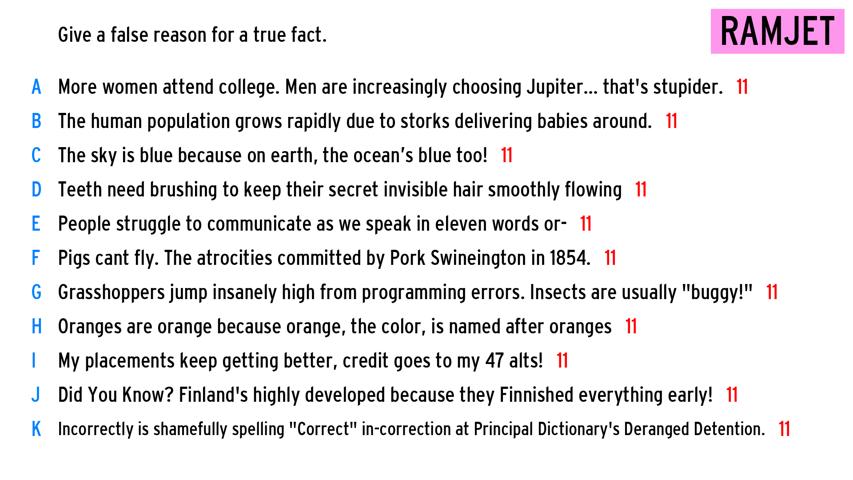 Give a false reason for a true fact.
RAMJET
A More women attend college. Men are increasingly choosing Jupiter... that's stupider. 11
B The human population grows rapidly due to storks delivering babies around. 11
C The sky is blue because on earth, the ocean’s blue too! 11
D Teeth need brushing to keep their secret invisible hair smoothly flowing 11
E People struggle to communicate as we speak in eleven words or- 11
F Pigs cant fly. The atrocities committed by Pork Swineington in 1854. 11
G Grasshoppers jump insanely high from programming errors. Insects are usually "buggy!" 11
H Oranges are orange because orange, the color, is named after oranges 11
I My placements keep getting better, credit goes to my 47 alts! 11
J Did You Know? Finland's highly developed because they Finnished everything early! 11
K Incorrectly is shamefully spelling "Correct" in-correction at Principal Dictionary's Deranged Detention. 11